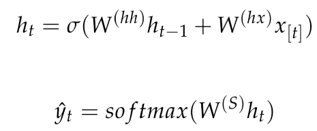 h_t = σ(W^{(hh)} h_{t−1} + W^{(hx)} x_{[t]})
ŷ_t = softmax(W^{(S)} h_t)